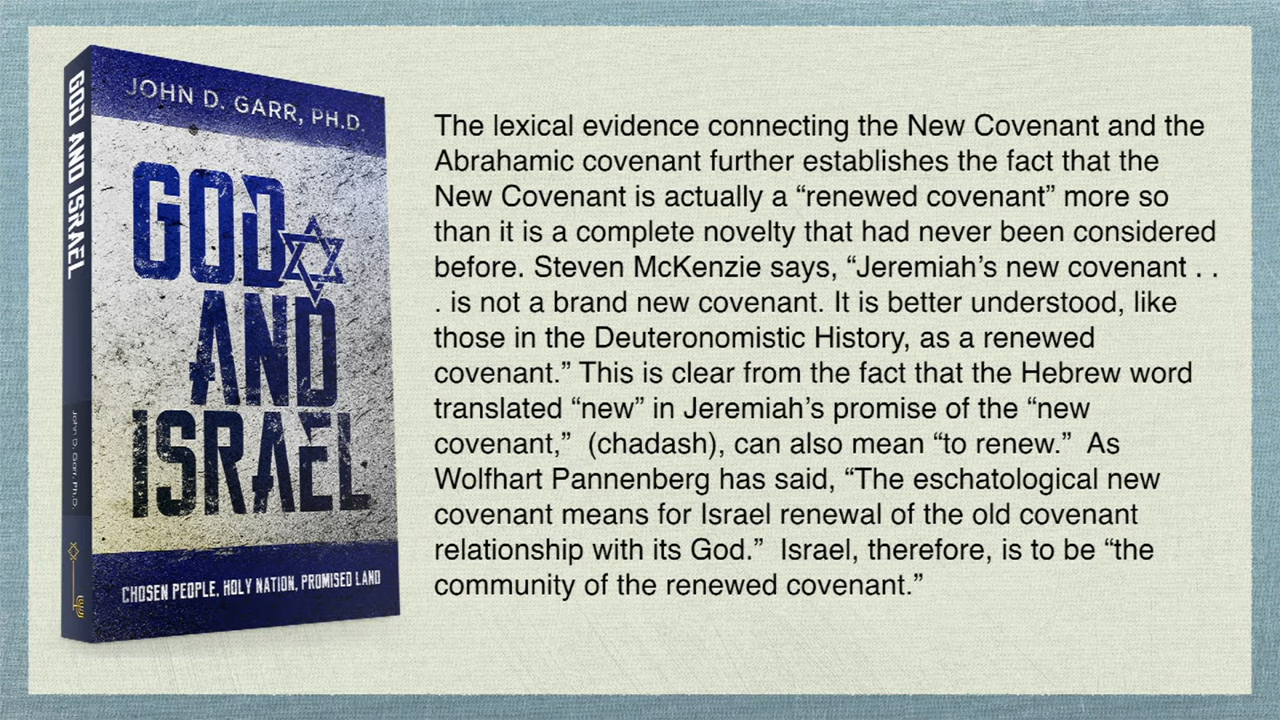 GOD AND ISRAEL
John D. Garr, Ph.D.
JOHN D. GARR, PH.D.
GOD
AND
ISRAEL
CHOSEN PEOPLE, HOLY NATION, PROMISED LAND
The lexical evidence connecting the New Covenant and the
Abrahamic covenant further establishes the fact that the
New Covenant is actually a “renewed covenant” more so
than it is a complete novelty that had never been considered
before. Steven McKenzie says, “Jeremiah’s new covenant . .
. is not a brand new covenant. It is better understood, like
those in the Deuteronomistic History, as a renewed
covenant.” This is clear from the fact that the Hebrew word
translated “new” in Jeremiah’s promise of the “new
covenant,”  (chadash), can also mean “to renew.”  As
Wolfhart Pannenberg has said, “The eschatological new
covenant means for Israel renewal of the old covenant
relationship with its God.”  Israel, therefore, is to be “the
community of the renewed covenant.”